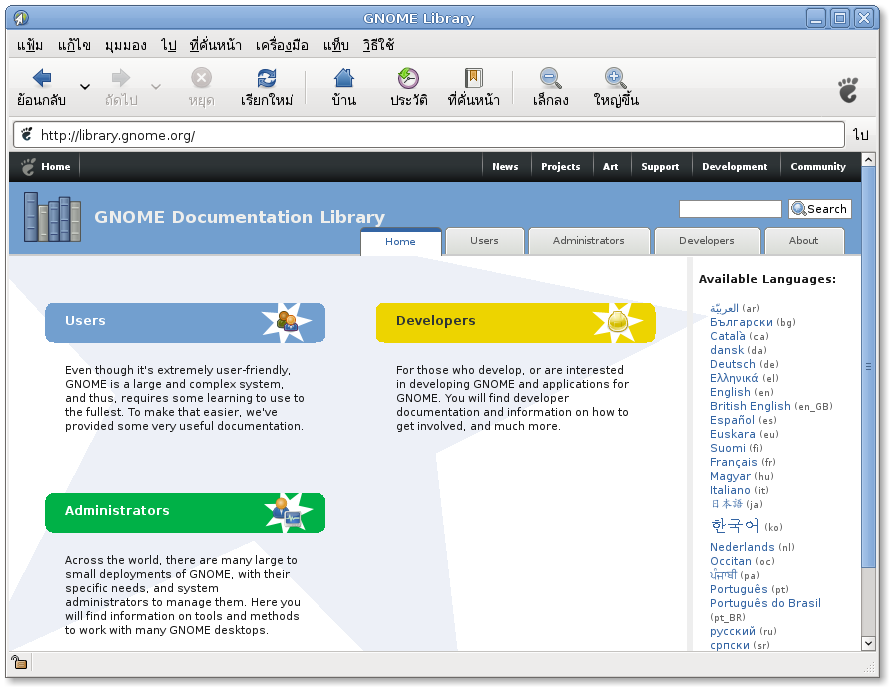 GNOME Library
แฟ้ม แก้ไข มุมมอง ไป ที่คั่นหน้า เครื่องมือ แท็บ วิธีใช้
ย้อนกลับ ถัดไป หยุด เรียกใหม่ บ้าน ประวัติ ที่คั่นหน้า เล็กลง ใหญ่ขึ้น
http://library.gnome.org/ ไป
Home News Projects Art Support Development Community
GNOME Documentation Library Search
Home Users Administrators Developers About
Users
Even though it's extremely user-friendly,
GNOME is a large and complex system,
and thus, requires some learning to use to
the fullest. To make that easier, we've
provided some very useful documentation.
Developers
For those who develop, or are interested
in developing GNOME and applications for
GNOME. You will find developer
documentation and information on how to
get involved, and much more.
Administrators
Across the world, there are many large to
small deployments of GNOME, with their
specific needs, and system
administrators to manage them. Here you
will find information on tools and methods
to work with many GNOME desktops.
Available Languages:
العربيّة (ar)
Български (bg)
Català (ca)
dansk (da)
Deutsch (de)
Ελληνικά (el)
English (en)
British English (en_GB)
Español (es)
Euskara (eu)
Suomi (fi)
Français (fr)
Magyar (hu)
Italiano (it)
日本語 (ja)
한국어 (ko)
Nederlands (nl)
Occitan (oc)
ਪੰਜਾਬੀ (pa)
Português (pt)
Português do Brasil
(pt_BR)
русский (ru)
српски (sr)